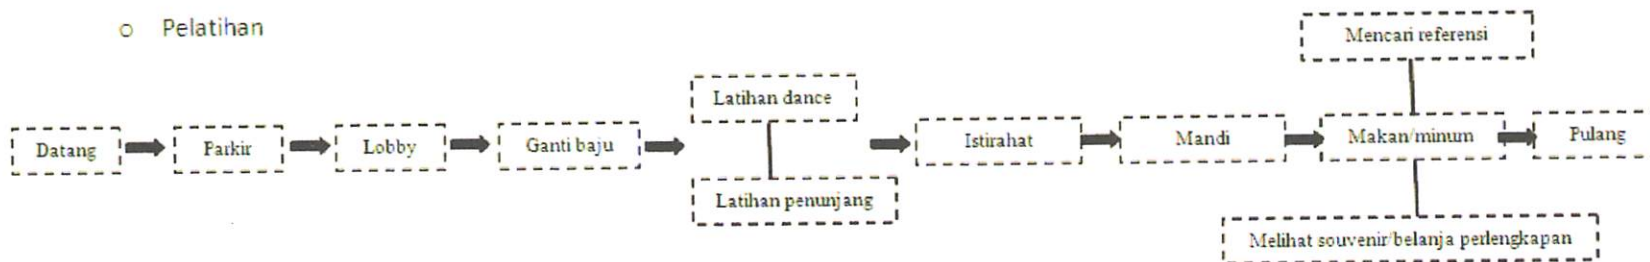 o Pelatihan
Mencari referensi
Latihan dance
Datang
Parkir
Lobby
Ganti baju
Istirahat
Mandi
Makan/minum
Pulang
Latihan penunjang
Melihat souvenir/belanja perlengkapan